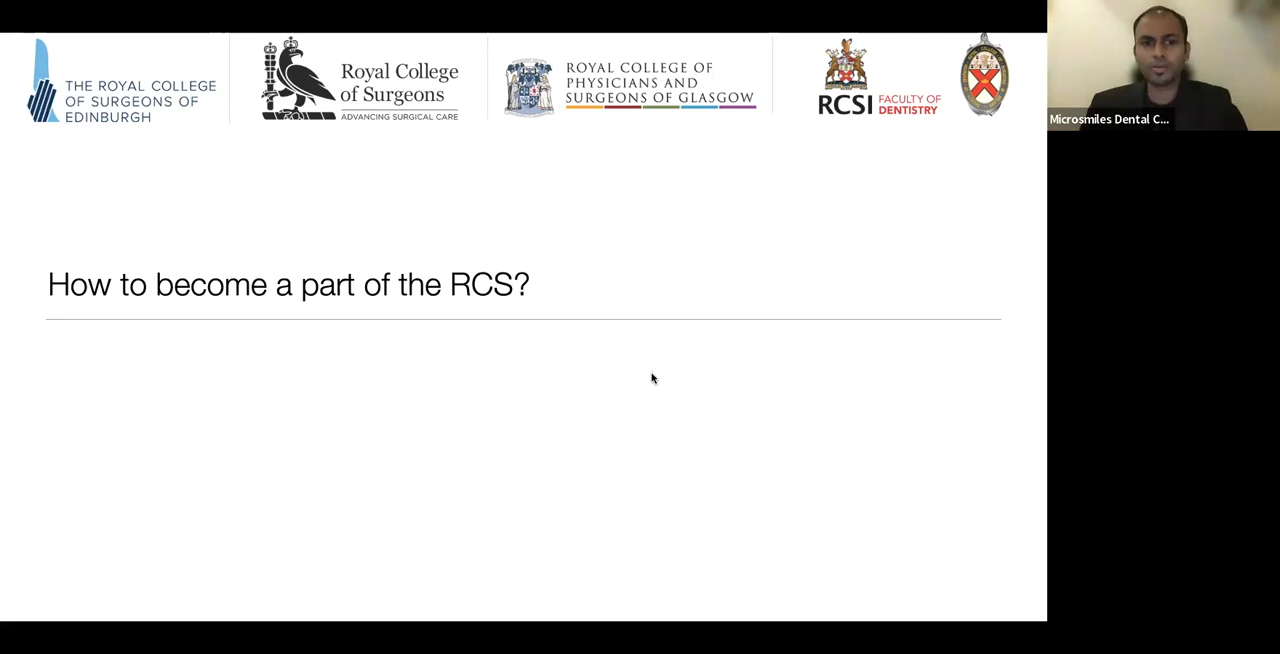 THE ROYAL COLLEGE
OF SURGEONS OF
EDINBURGH
Royal College
of Surgeons
ADVANCING SURGICAL CARE
ROYAL COLLEGE OF
PHYSICIANS AND
SURGEONS OF GLASGOW
RCSI FACULTY OF
DENTISTRY
Microsmiles Dental C...
How to become a part of the RCS?